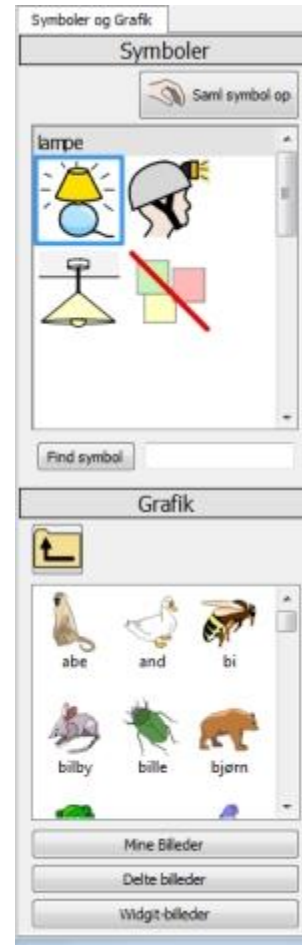 Symboler og Grafik
Symboler
Saml symbol op
lampe
Find symbol
Grafik
abe and bi
bilby bille bjørn
Mine Billeder
Delte billeder
Widgit-billeder